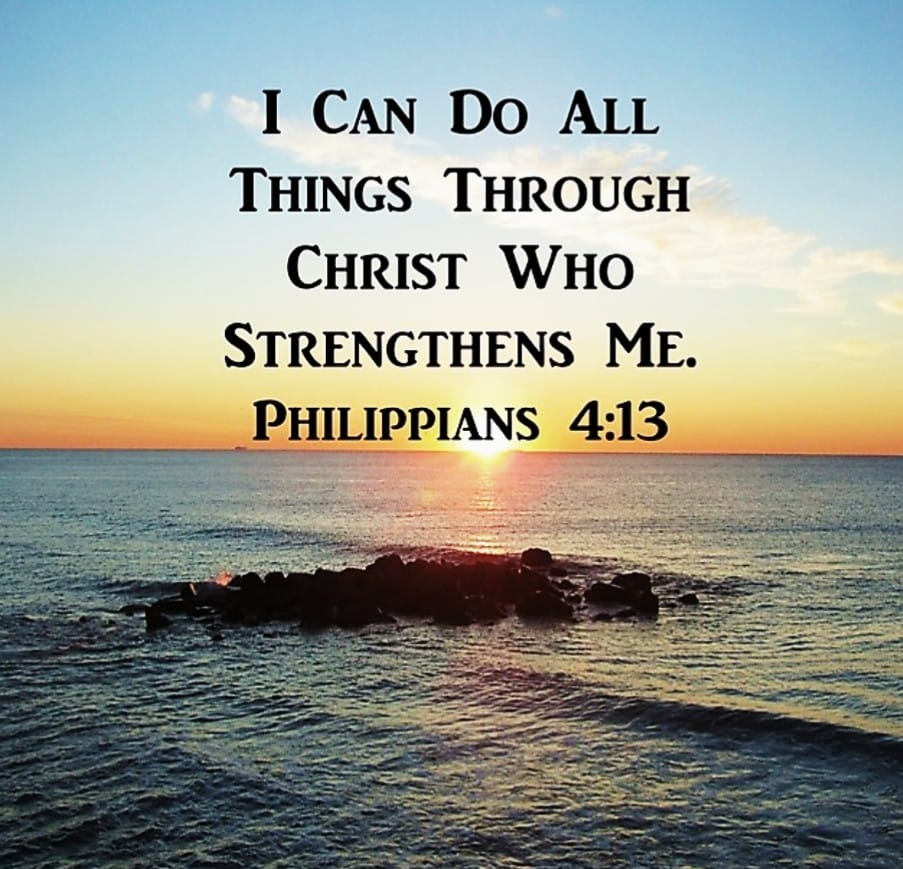 I Can Do All
Things Through
Christ Who
Strengthens Me.
Philippians 4:13